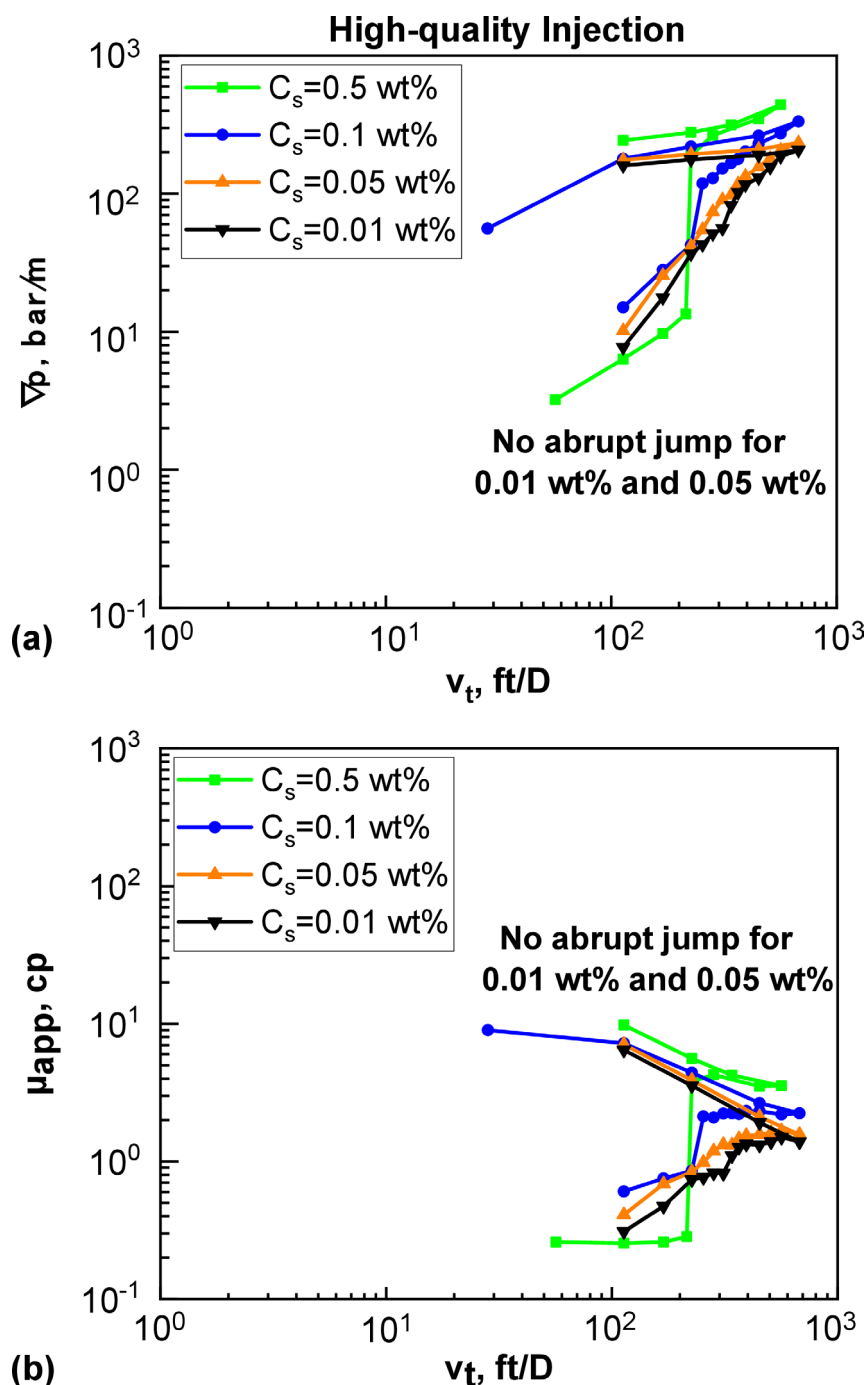 High-quality Injection
10³
C_s=0.5 wt%
C_s=0.1 wt%
C_s=0.05 wt%
C_s=0.01 wt%
10²
∇p, bar/m
10¹
No abrupt jump for
0.01 wt% and 0.05 wt%
10⁰
10⁻¹
10⁰ 10¹ 10² 10³
(a)
v_t, ft/D
10³
C_s=0.5 wt%
C_s=0.1 wt%
C_s=0.05 wt%
C_s=0.01 wt%
10²
No abrupt jump for
0.01 wt% and 0.05 wt%
μ_app, cp
10¹
10⁰
10⁻¹
10⁰ 10¹ 10² 10³
(b)
v_t, ft/D